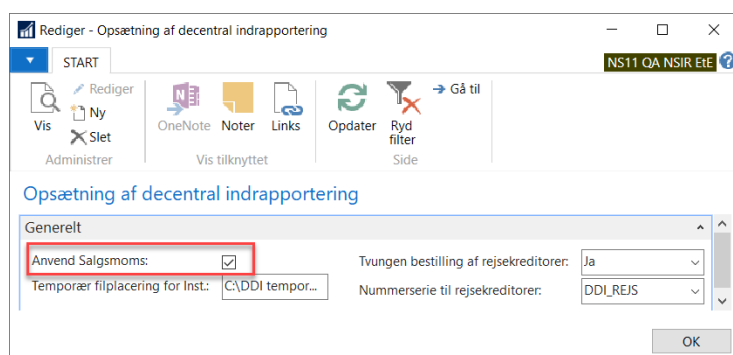 Rediger - Opsætning af decentral indrapportering
START
NS11 QA NSIR EtE
Vis
Rediger
Ny
Slet
Administrer
OneNote
Noter
Links
Vis tilknyttet
Opdater
Ryd
filter
Gå til
Side
Opsætning af decentral indrapportering
Generelt
Anvend Salgsmoms:
Tvungen bestilling af rejsekreditorer: Ja
Temporær filplacering for Inst.: C:\DDI tempor...
Nummerserie til rejsekreditorer: DDI_REJS
OK